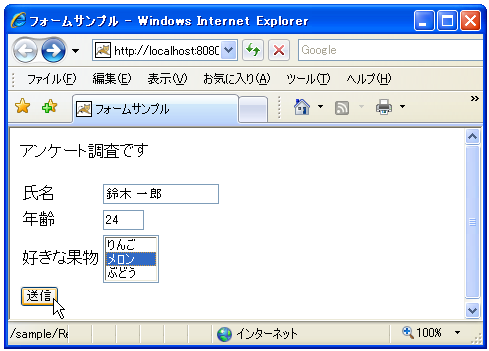 フォームサンプル - Windows Internet Explorer
http://localhost:8080
Google
ファイル(F) 編集(E) 表示(V) お気に入り(A) ツール(T) ヘルプ(H)
フォームサンプル
»
アンケート調査です
氏名 鈴木 一郎
年齢 24
好きな果物 りんご
メロン
ぶどう
送信
/sample/Re インターネット 100%